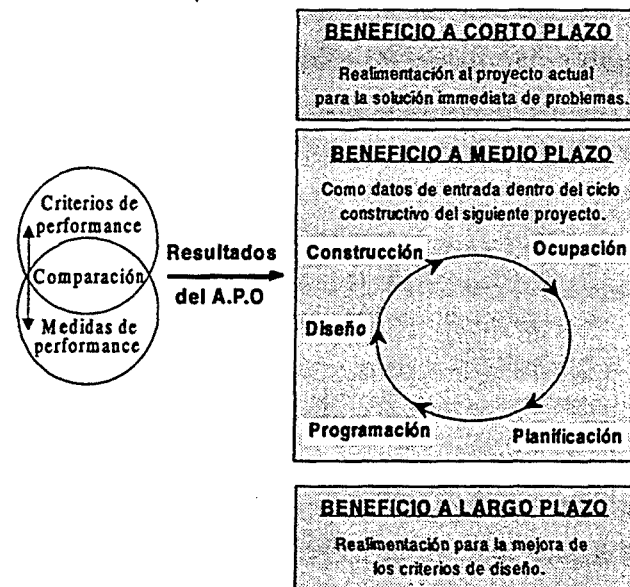 Criterios de
performance
Comparación
Medidas de
performance
Resultados
del A.P.O
BENEFICIO A CORTO PLAZO
Realimentación al proyecto actual
para la solución immediata de problemas.
BENEFICIO A MEDIO PLAZO
Como datos de entrada dentro del ciclo
constructivo del siguiente proyecto.
Construcción
Ocupación
Diseño
Programación
Planificación
BENEFICIO A LARGO PLAZO
Realimentación para la mejora de
los criterios de diseño.